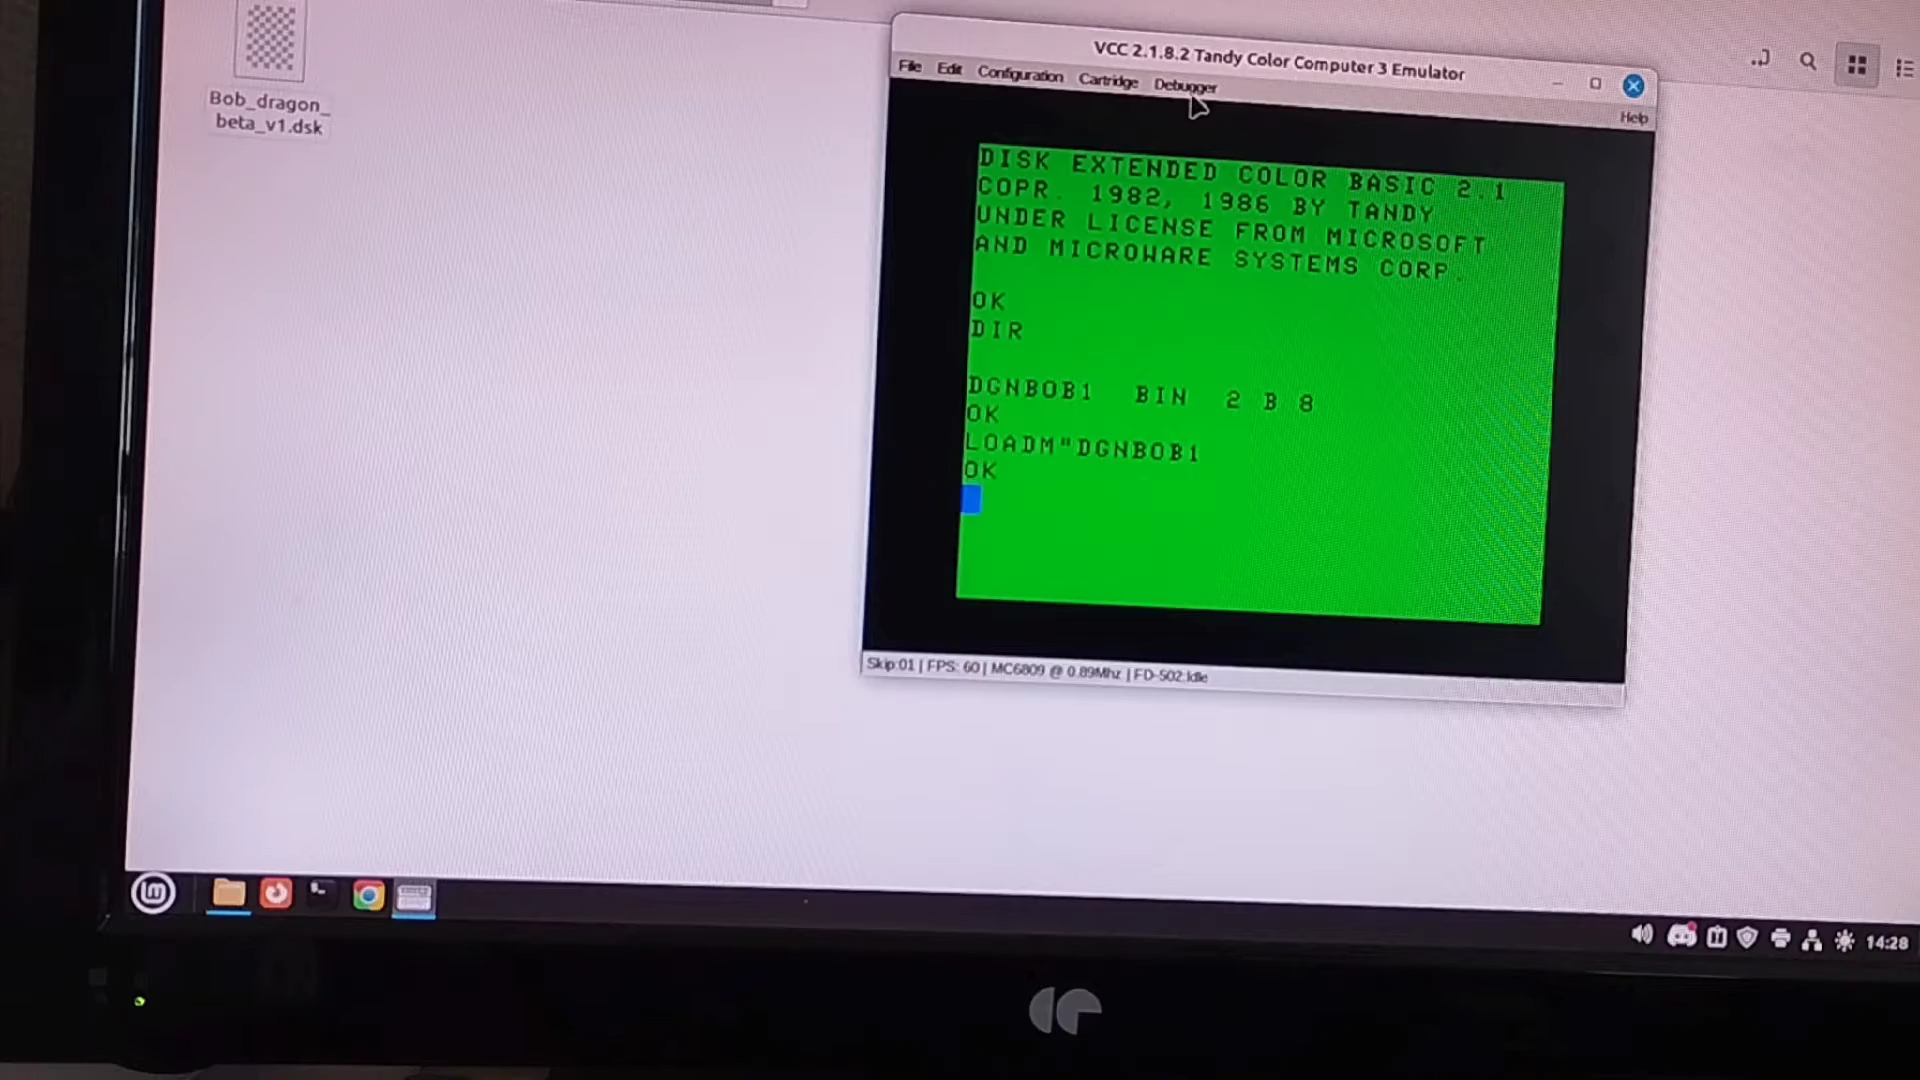 Bob_dragon_
beta_v1.dsk
VCC 2.1.8.2 Tandy Color Computer 3 Emulator
File Edit Configuration Cartridge Debugger
Help
DISK EXTENDED COLOR BASIC 2.1
COPR. 1982, 1986 BY TANDY
UNDER LICENSE FROM MICROSOFT
AND MICROWARE SYSTEMS CORP.
OK
DIR
DGNBOB1 BIN 2 B 8
OK
LOADM"DGNBOB1
OK
Skip:01 | FPS: 60 | MC6809 @ 0.89Mhz | FD-502:Idle
14:28